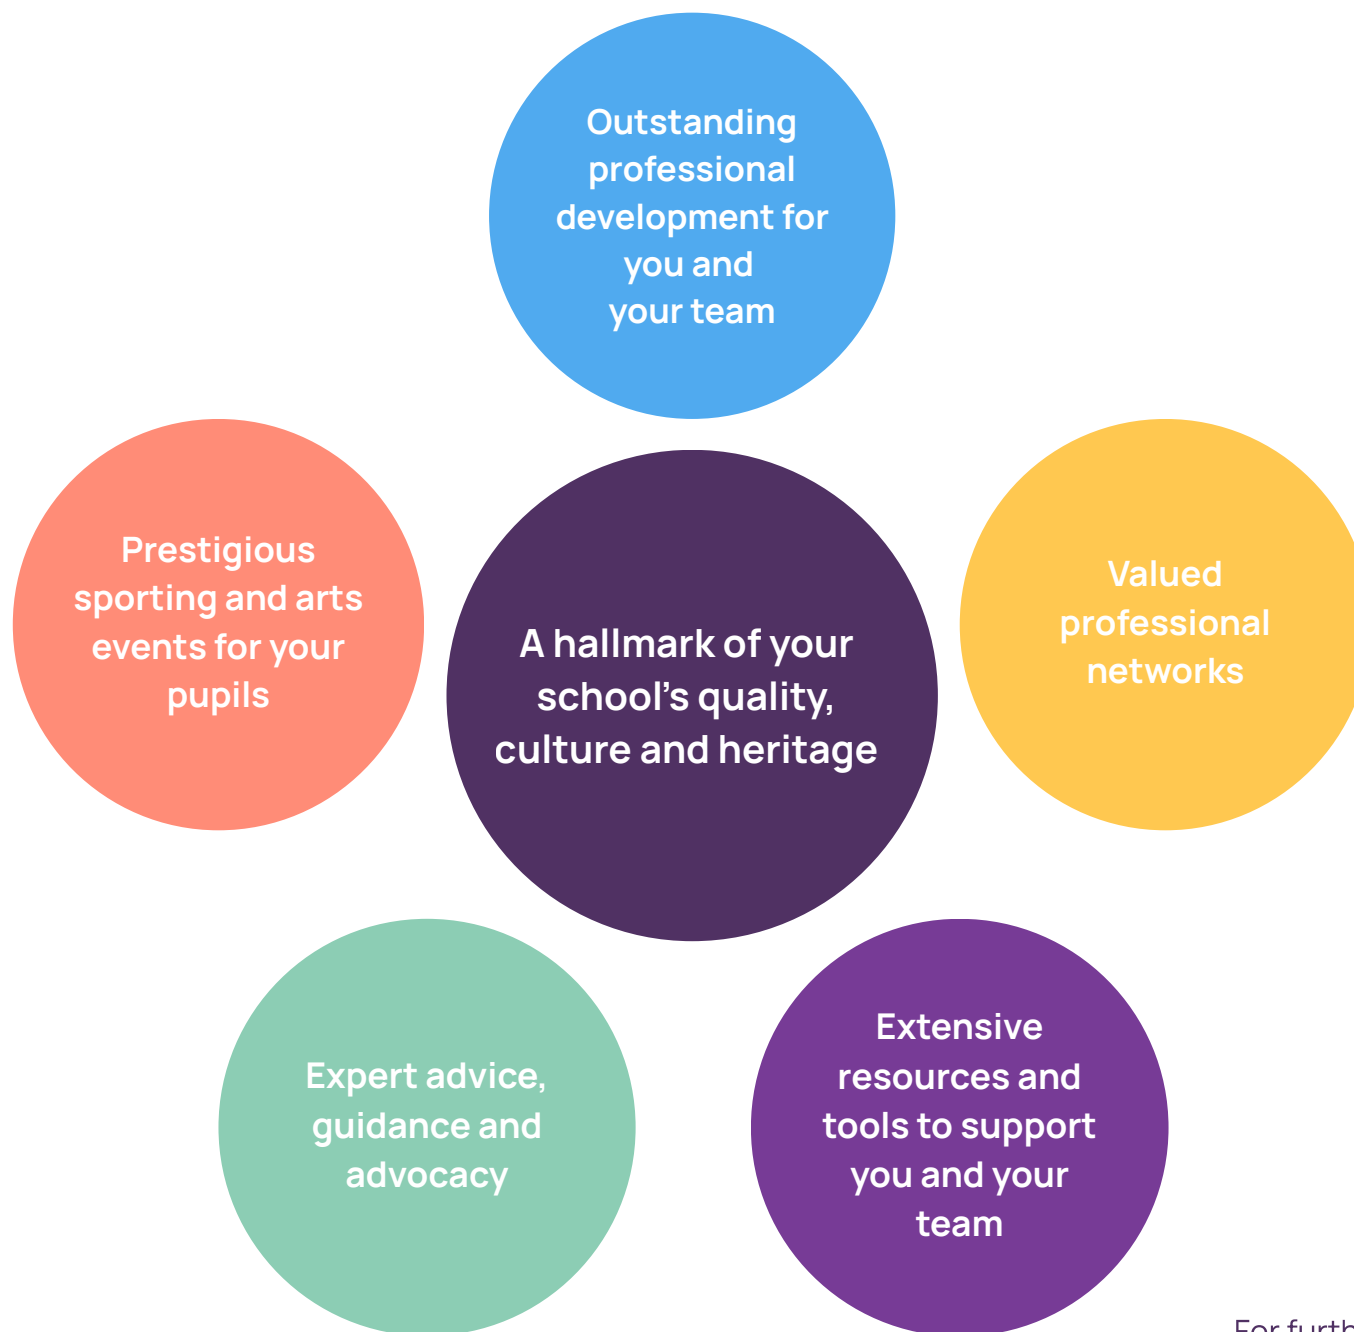 Outstanding
professional
development for
you and
your team
Prestigious
sporting and arts
events for your
pupils
Valued
professional
networks
A hallmark of your
school's quality,
culture and heritage
Expert advice,
guidance and
advocacy
Extensive
resources and
tools to support
you and your
team
For